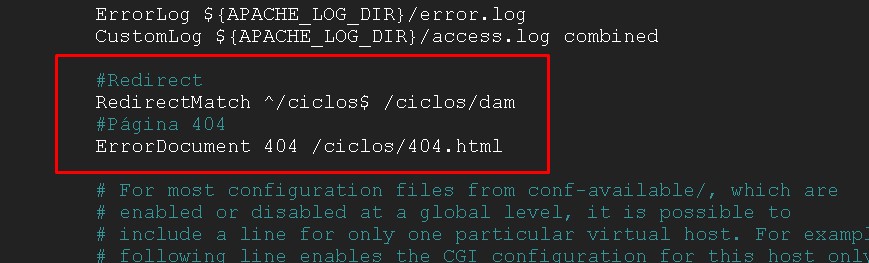 ErrorLog ${APACHE_LOG_DIR}/error.log
CustomLog ${APACHE_LOG_DIR}/access.log combined
#Redirect
RedirectMatch ^/ciclos$ /ciclos/dam
#Página 404
ErrorDocument 404 /ciclos/404.html
# For most configuration files from conf-available/, which are
# enabled or disabled at a global level, it is possible to
# include a line for only one particular virtual host. For example
# following line enables the CGI configuration for this host only